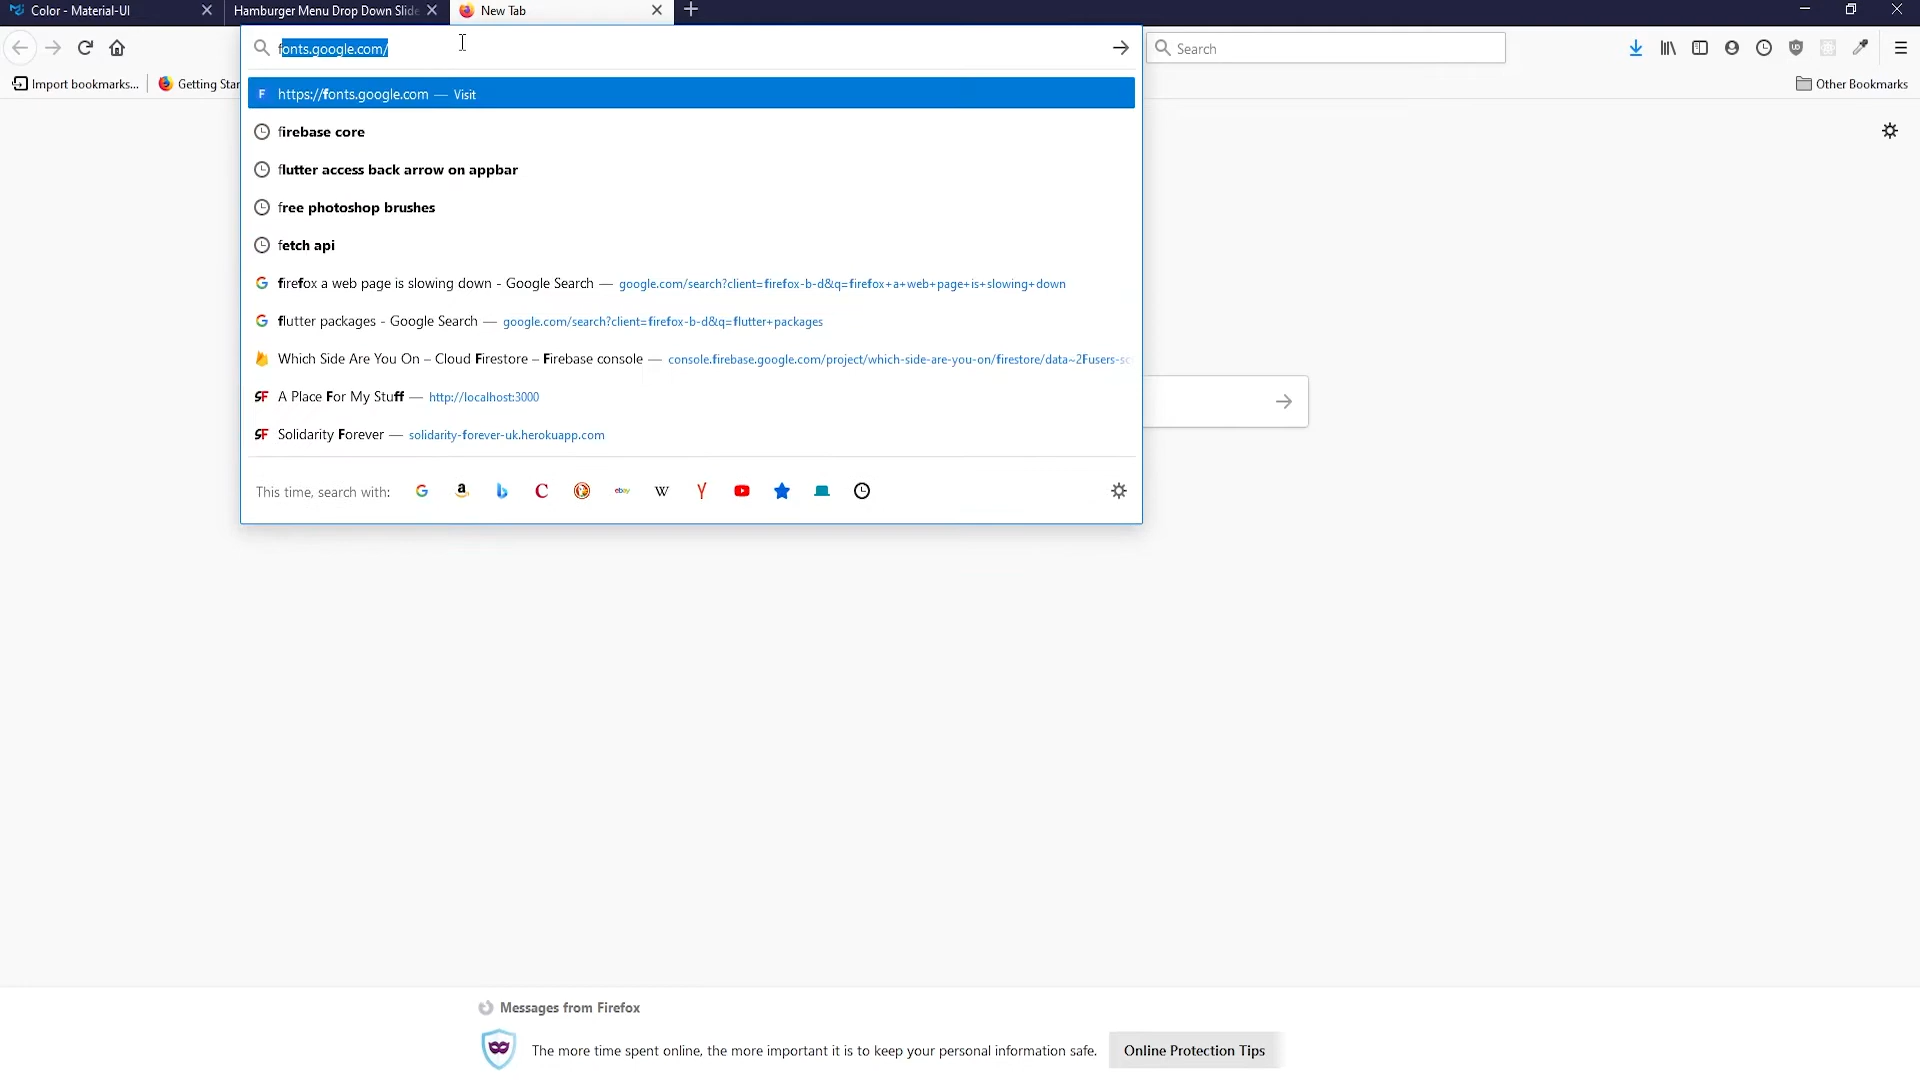 Color - Material-UI
Hamburger Menu Drop Down Slide
New Tab
fonts.google.com/
Search
Import bookmarks...
Getting Star
Other Bookmarks
https://fonts.google.com — Visit
firebase core
flutter access back arrow on appbar
free photoshop brushes
fetch api
firefox a web page is slowing down - Google Search — google.com/search?client=firefox-b-d&q=firefox+a+web+page+is+slowing+down
flutter packages - Google Search — google.com/search?client=firefox-b-d&q=flutter+packages
Which Side Are You On – Cloud Firestore – Firebase console — console.firebase.google.com/project/which-side-are-you-on/firestore/data~2Fusers-sc
A Place For My Stuff — http://localhost:3000
Solidarity Forever — solidarity-forever-uk.herokuapp.com
This time, search with:
Messages from Firefox
The more time spent online, the more important it is to keep your personal information safe.
Online Protection Tips